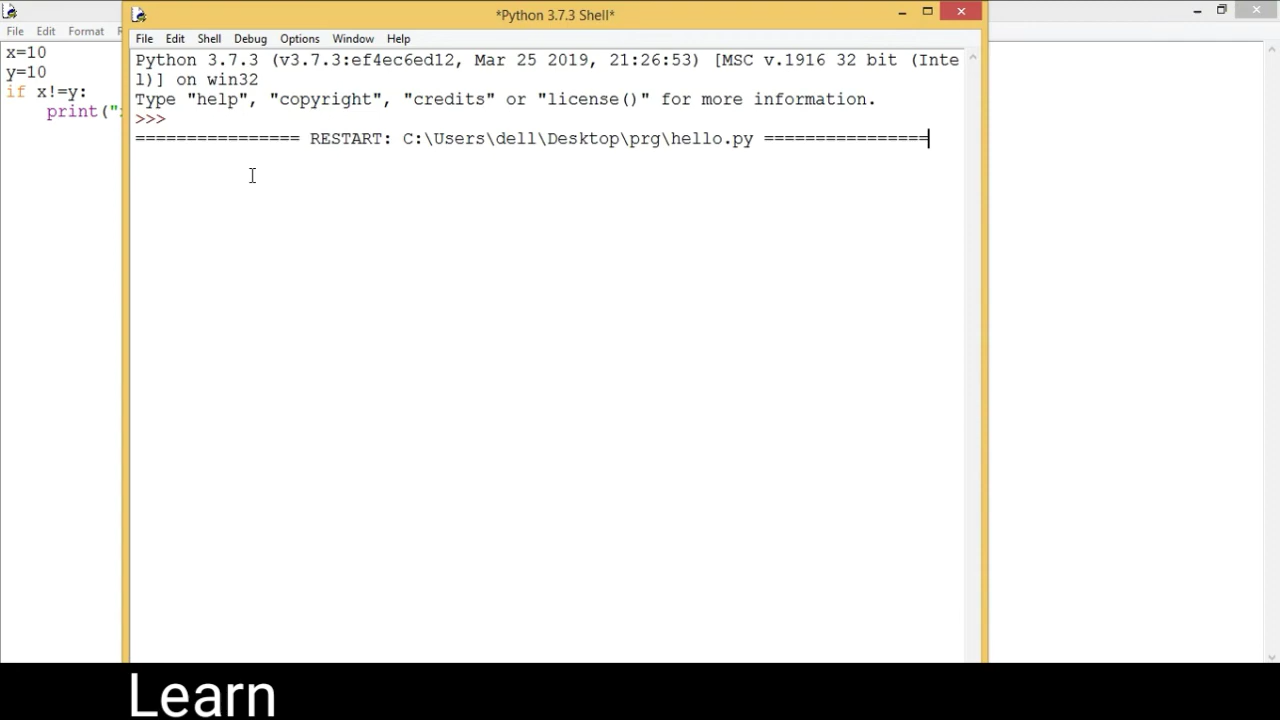 *Python 3.7.3 Shell*
File Edit Format
x=10
y=10
if x!=y:
print("
File Edit Shell Debug Options Window Help
Python 3.7.3 (v3.7.3:ef4ec6ed12, Mar 25 2019, 21:26:53) [MSC v.1916 32 bit (Inte
l)] on win32
Type "help", "copyright", "credits" or "license()" for more information.
>>>
================ RESTART: C:\Users\dell\Desktop\prg\hello.py ================
Learn